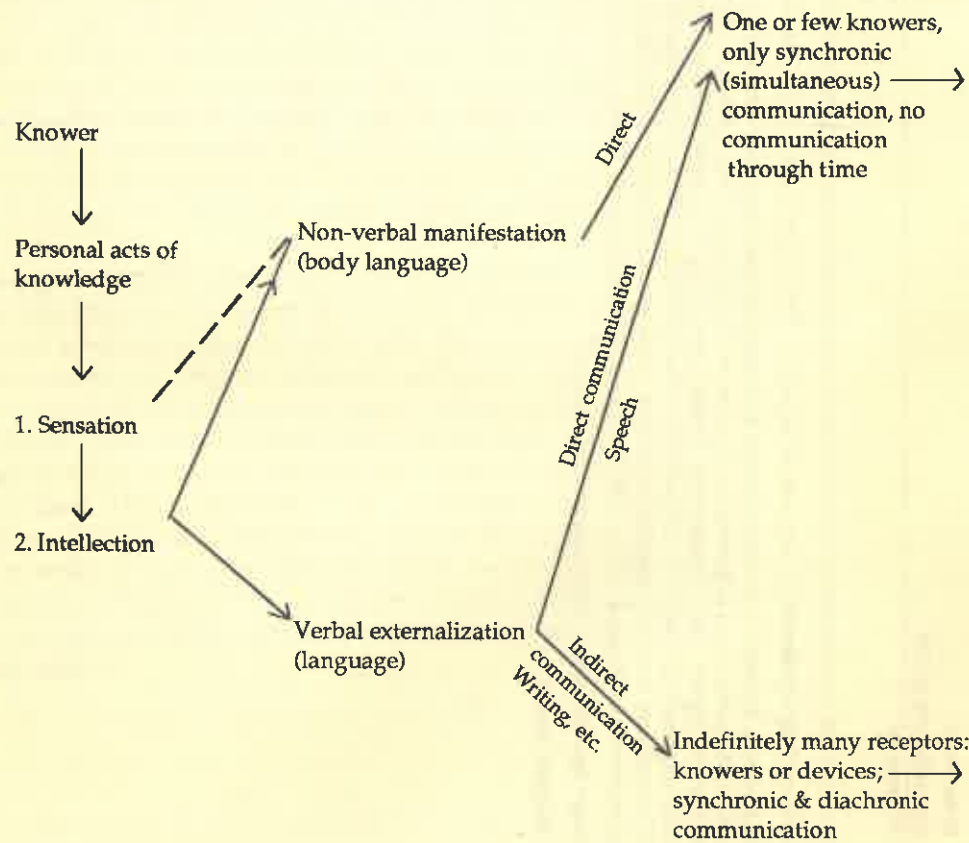 Knower
Personal acts of
knowledge
1. Sensation
2. Intellection
Non-verbal manifestation
(body language)
Verbal externalization
(language)
Direct
Direct communication
Speech
Indirect
communication
Writing, etc.
One or few knowers,
only synchronic
(simultaneous)
communication, no
communication
through time
Indefinitely many receptors:
knowers or devices;
synchronic & diachronic
communication